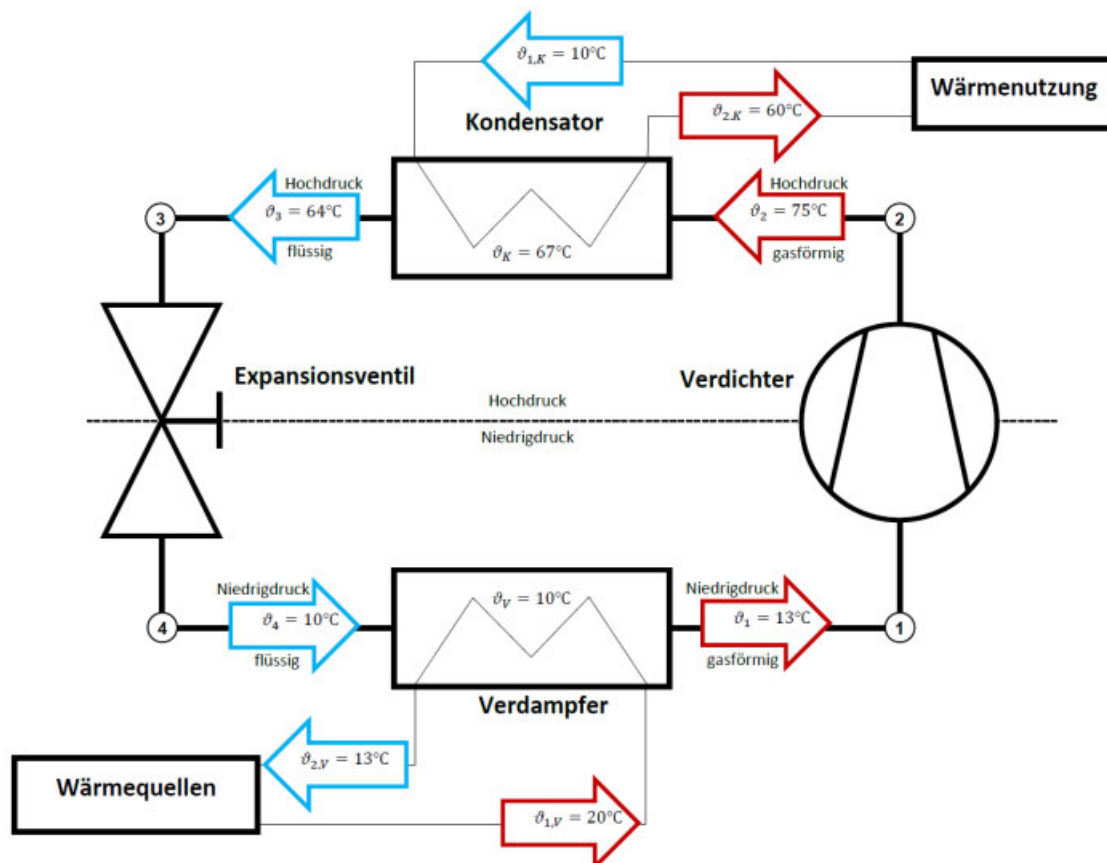 ϑ1,K = 10°C
Wärmenutzung
ϑ2.K = 60°C
Kondensator
Hochdruck
Hochdruck
3
ϑ3 = 64°C
ϑ2 = 75°C
2
flüssig
ϑK = 67°C
gasförmig
Expansionsventil
Verdichter
Hochdruck
Niedrigdruck
Niedrigdruck
ϑV = 10°C
Niedrigdruck
4
ϑ4 = 10°C
ϑ1 = 13°C
1
flüssig
gasförmig
Verdampfer
ϑ2,V = 13°C
Wärmequellen
ϑ1,V = 20°C